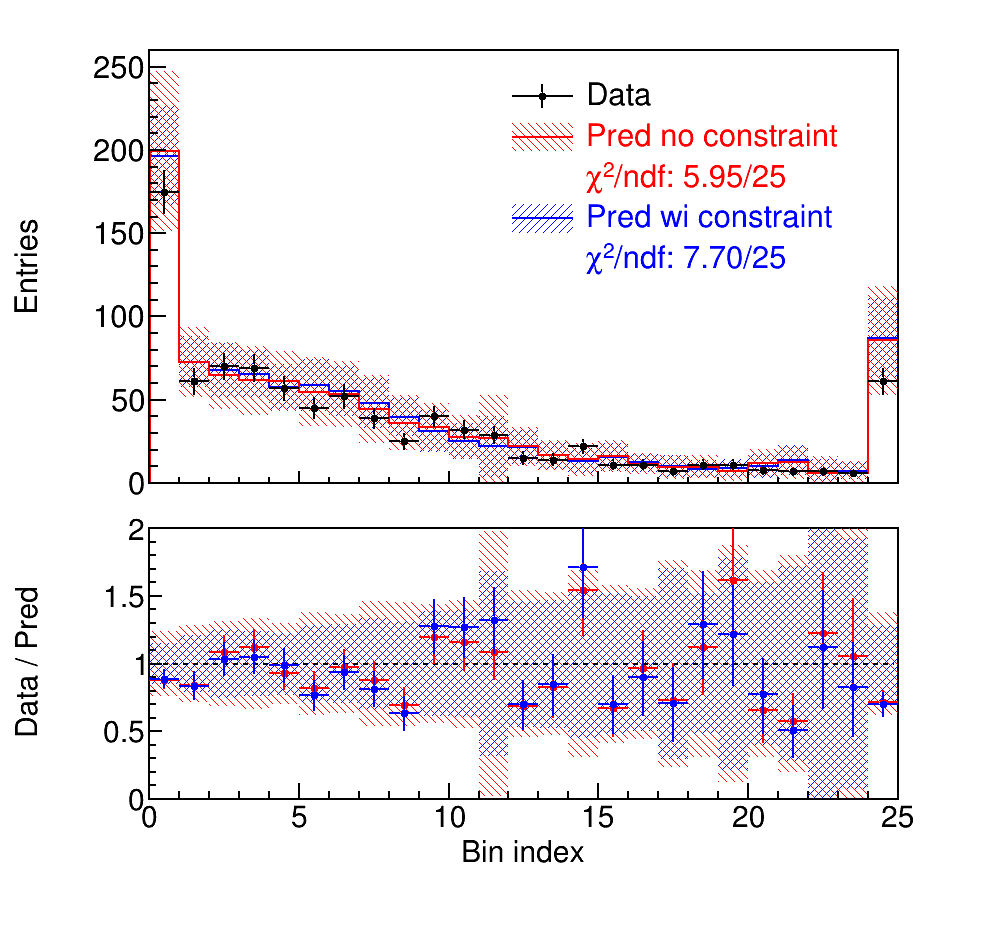 250
200
150
100
50
0
Entries
Data
Pred no constraint
χ²/ndf: 5.95/25
Pred wi constraint
χ²/ndf: 7.70/25
2
1.5
1
0.5
0
Data / Pred
0 5 10 15 20 25
Bin index